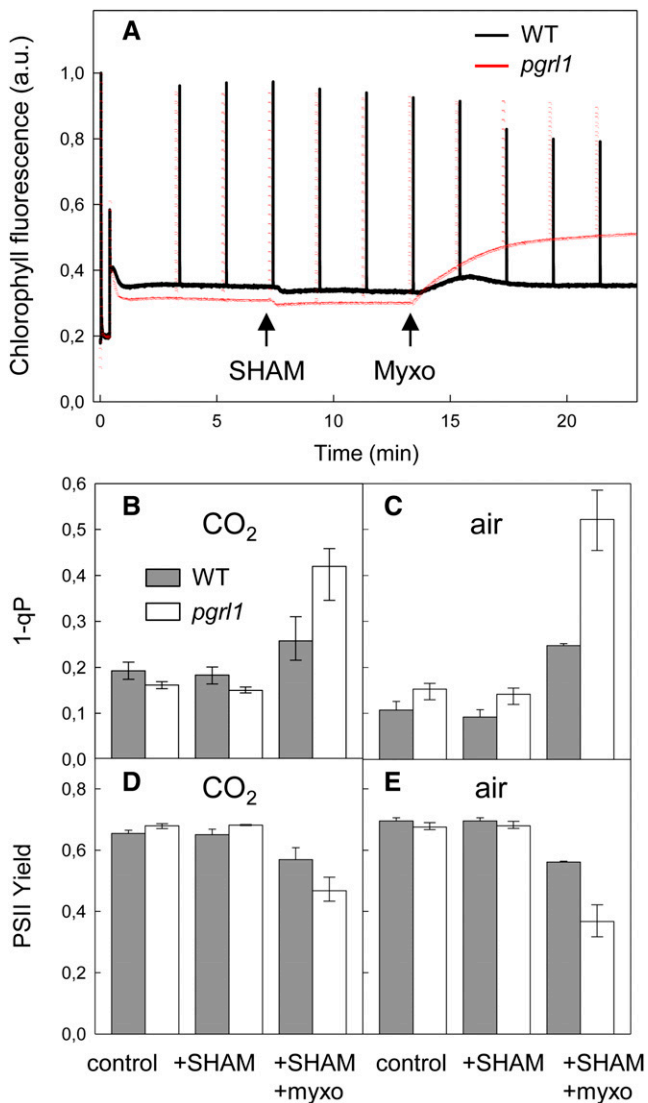 A
WT
pgrl1
Chlorophyll fluorescence (a.u.)
1,0
0,8
0,6
0,4
0,2
0,0
SHAM
Myxo
0
5
10
15
20
Time (min)
B
CO2
WT
pgrl1
C
air
1-qP
0,6
0,5
0,4
0,3
0,2
0,1
0,0
D
CO2
E
air
PSII Yield
0,8
0,6
0,4
0,2
0,0
control
+SHAM
+SHAM
+myxo
control
+SHAM
+SHAM
+myxo